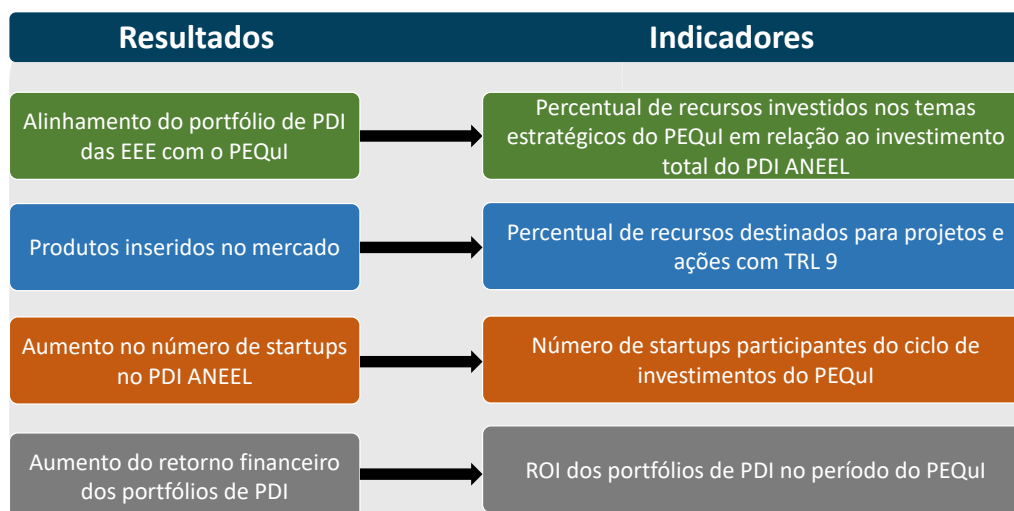 Resultados
Indicadores
Alinhamento do portfólio de PDI
das EEE com o PEQuI
Percentual de recursos investidos nos temas
estratégicos do PEQuI em relação ao investimento
total do PDI ANEEL
Produtos inseridos no mercado
Percentual de recursos destinados para projetos e
ações com TRL 9
Aumento no número de startups
no PDI ANEEL
Número de startups participantes do ciclo de
investimentos do PEQuI
Aumento do retorno financeiro
dos portfólios de PDI
ROI dos portfólios de PDI no período do PEQuI